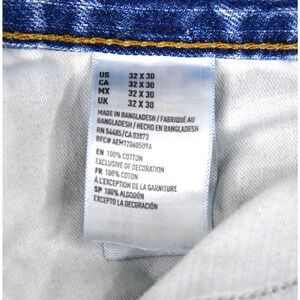 US 32 X 30
CA 32 X 30
MX 32 X 30
UK 32 X 30
MADE IN BANGLADESH / FABRIQUÉ AU
BANGLADESH / HECHO EN BANGLADESH
RN 54485/CA 03873
RFC# AEM1206050Y9A
EN 100% COTTON
EXCLUSIVE OF DECORATION
FR 100% COTON
À L'EXCEPTION DE LA GARNITURE
SP 100% ALGODÓN
EXCEPTO LA DECORACIÓN